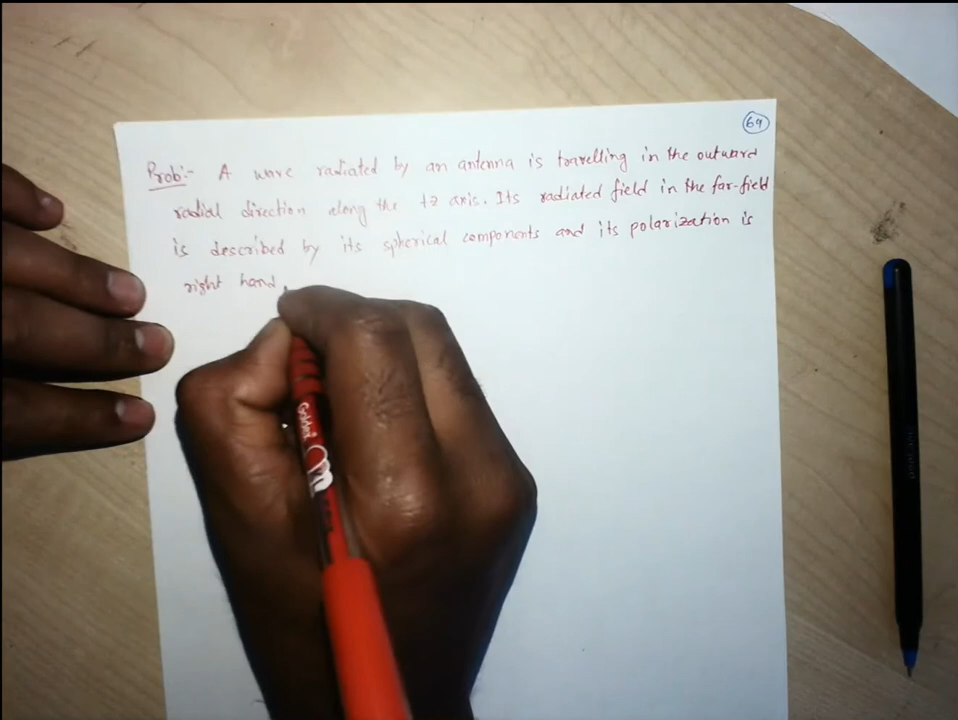 69
Prob:- A wave radiated by an antenna is travelling in the outward
radial direction along the +z axis. Its radiated field in the far-field
is described by its spherical components and its polarization is
right hand